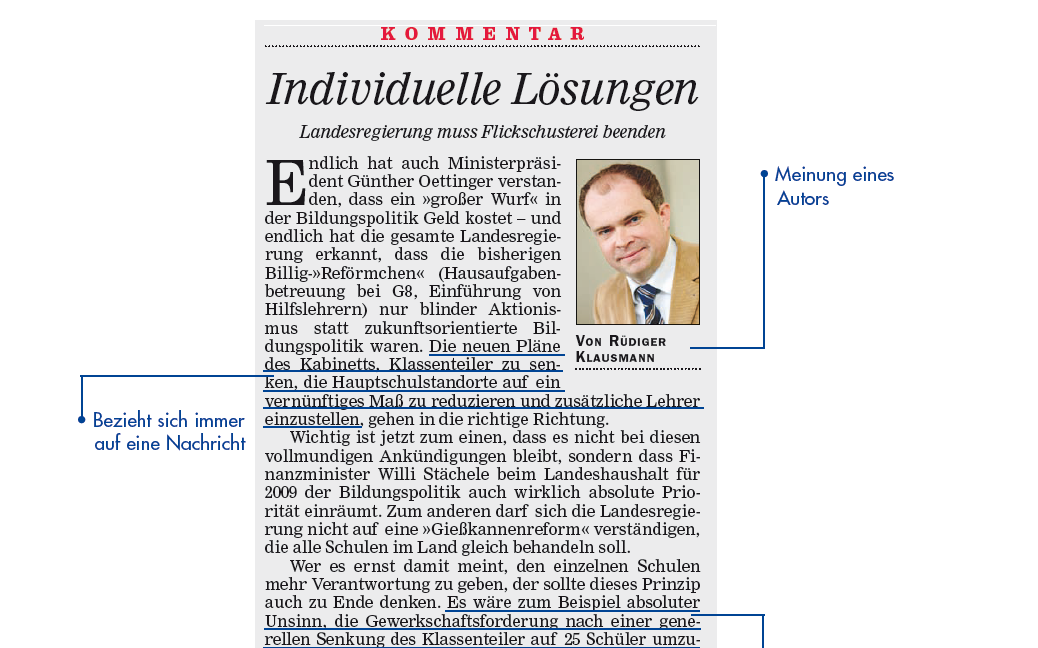 KOMMENTAR
Individuelle Lösungen
Landesregierung muss Flickschusterei beenden
Endlich hat auch Ministerpräsi-
dent Günther Oettinger verstan-
den, dass ein »großer Wurf« in
der Bildungspolitik Geld kostet – und
endlich hat die gesamte Landesregie-
rung erkannt, dass die bisherigen
Billig-»Reförmchen« (Hausaufgaben-
betreuung bei G8, Einführung von
Hilfslehrern) nur blinder Aktionis-
mus statt zukunftsorientierte Bil-
dungspolitik waren. Die neuen Pläne
des Kabinetts, Klassenteiler zu sen-
ken, die Hauptschulstandorte auf ein
vernünftiges Maß zu reduzieren und zusätzliche Lehrer
einzustellen, gehen in die richtige Richtung.
Wichtig ist jetzt zum einen, dass es nicht bei diesen
vollmundigen Ankündigungen bleibt, sondern dass Fi-
nanzminister Willi Stächele beim Landeshaushalt für
2009 der Bildungspolitik auch wirklich absolute Prio-
rität einräumt. Zum anderen darf sich die Landesregie-
rung nicht auf eine »Gießkannenreform« verständigen,
die alle Schulen im Land gleich behandeln soll.
Wer es ernst damit meint, den einzelnen Schulen
mehr Verantwortung zu geben, der sollte dieses Prinzip
auch zu Ende denken. Es wäre zum Beispiel absoluter
Unsinn, die Gewerkschaftsforderung nach einer gene-
rellen Senkung des Klassenteiler auf 25 Schüler umzu-
VON RÜDIGER
KLAUSMANN
Meinung eines
Autors
Bezieht sich immer
auf eine Nachricht